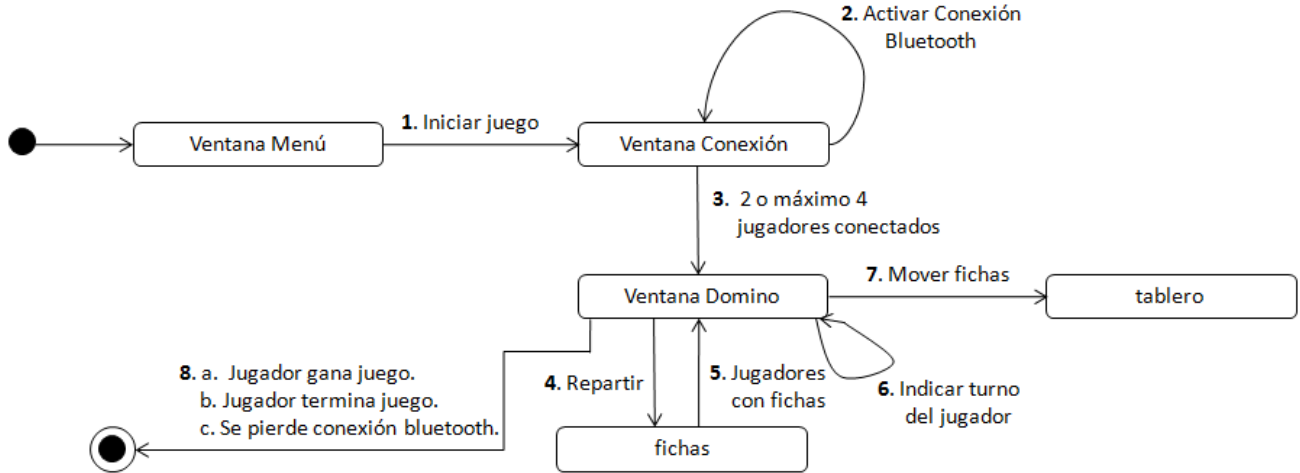 2. Activar Conexión
Bluetooth
Ventana Menú
1. Iniciar juego
Ventana Conexión
3. 2 o máximo 4
jugadores conectados
Ventana Domino
7. Mover fichas
tablero
8. a. Jugador gana juego.
b. Jugador termina juego.
c. Se pierde conexión bluetooth.
4. Repartir
5. Jugadores
con fichas
6. Indicar turno
del jugador
fichas